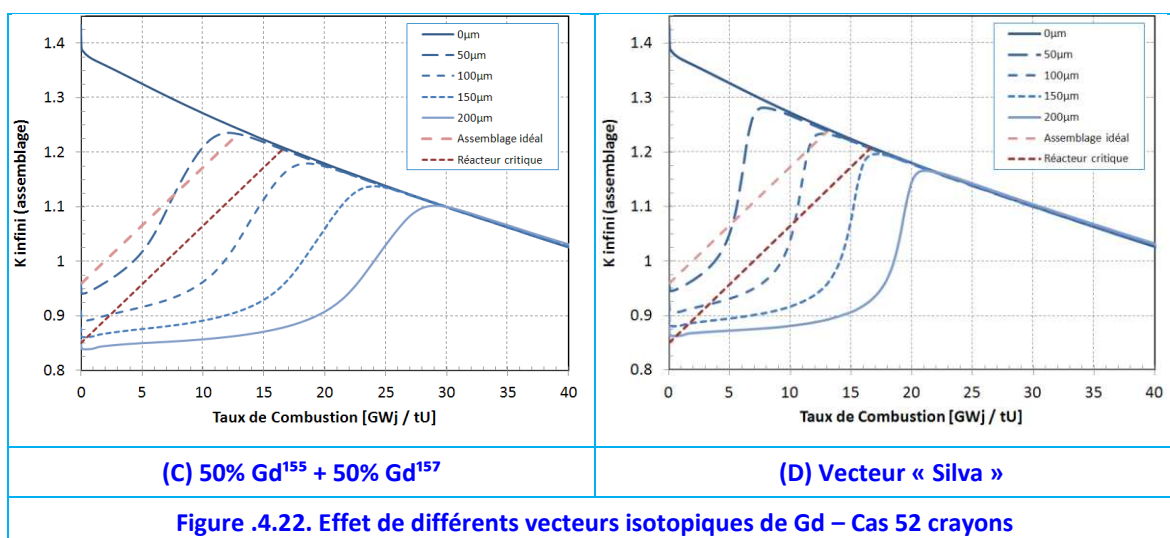 1.4
1.3
1.2
1.1
1
0.9
0.8
K infini (assemblage)
0µm
50µm
100µm
150µm
200µm
Assemblage idéal
Réacteur critique
0 5 10 15 20 25 30 35 40
Taux de Combustion [GWj / tU]
1.4
1.3
1.2
1.1
1
0.9
0.8
K infini (assemblage)
0µm
50µm
100µm
150µm
200µm
Assemblage idéal
Réacteur critique
0 5 10 15 20 25 30 35 40
Taux de Combustion [GWj / tU]
(C) 50% Gd¹⁵⁵ + 50% Gd¹⁵⁷
(D) Vecteur « Silva »
Figure .4.22. Effet de différents vecteurs isotopiques de Gd – Cas 52 crayons